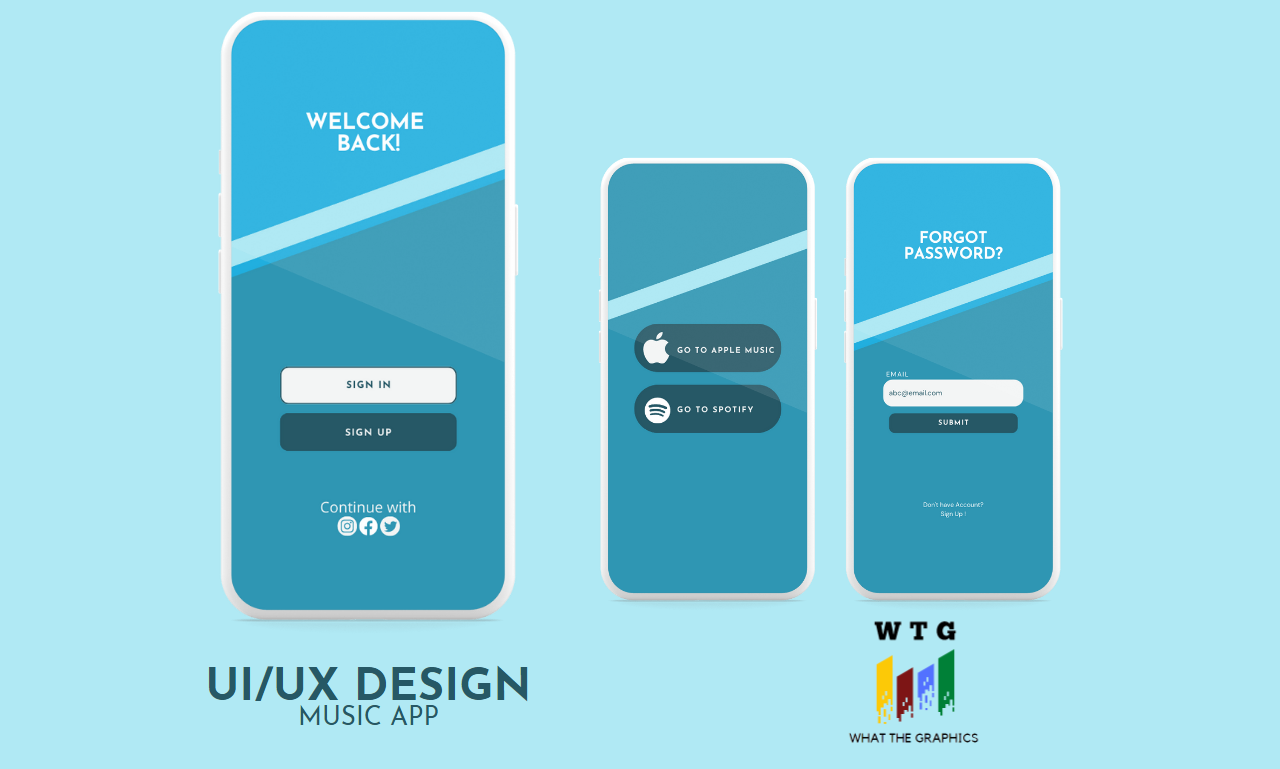 WELCOME
BACK!
SIGN IN
SIGN UP
Continue with
GO TO APPLE MUSIC
GO TO SPOTIFY
FORGOT
PASSWORD?
EMAIL
abc@email.com
SUBMIT
Don't have Account?
Sign Up !
UI/UX DESIGN
MUSIC APP
W T G
WHAT THE GRAPHICS